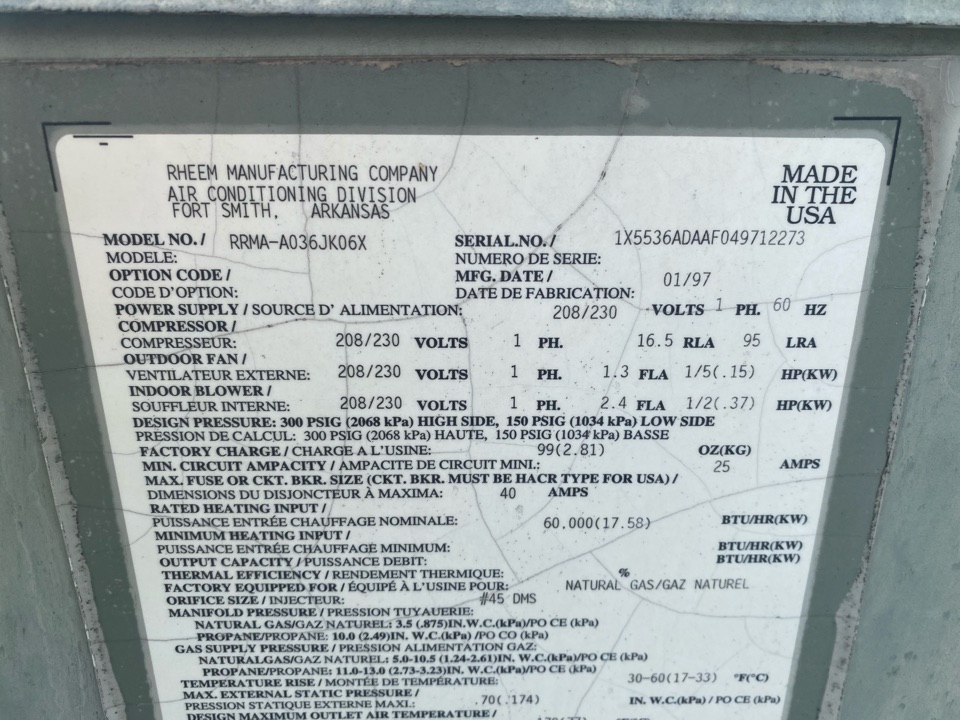 RHEEM MANUFACTURING COMPANY
AIR CONDITIONING DIVISION
FORT SMITH, ARKANSAS
MADE
IN THE
USA
MODEL NO./ RRMA-A036JK06X SERIAL.NO./ 1X5536ADAAF049712273
MODELE: NUMERO DE SERIE:
OPTION CODE / MFG. DATE / 01/97
CODE D'OPTION: DATE DE FABRICATION:
POWER SUPPLY / SOURCE D' ALIMENTATION: 208/230 VOLTS 1 PH. 60 HZ
COMPRESSOR /
COMPRESSEUR: 208/230 VOLTS 1 PH. 16.5 RLA 95 LRA
OUTDOOR FAN /
VENTILATEUR EXTERNE: 208/230 VOLTS 1 PH. 1.3 FLA 1/5(.15) HP(KW)
INDOOR BLOWER /
SOUFFLEUR INTERNE: 208/230 VOLTS 1 PH. 2.4 FLA 1/2(.37) HP(KW)
DESIGN PRESSURE: 300 PSIG (2068 kPa) HIGH SIDE, 150 PSIG (1034 kPa) LOW SIDE
PRESSION DE CALCUL: 300 PSIG (2068 kPa) HAUTE, 150 PSIG (1034 kPa) BASSE
FACTORY CHARGE / CHARGE A L'USINE: 99(2.81) OZ(KG)
MIN. CIRCUIT AMPACITY / AMPACITE DE CIRCUIT MINI.: 25 AMPS
MAX. FUSE OR CKT. BKR. SIZE (CKT. BKR. MUST BE HACR TYPE FOR USA) /
DIMENSIONS DU DISJONCTEUR À MAXIMA: 40 AMPS
RATED HEATING INPUT /
PUISSANCE ENTRÉE CHAUFFAGE NOMINALE: 60.000(17.58) BTU/HR(KW)
MINIMUM HEATING INPUT /
PUISSANCE ENTRÉE CHAUFFAGE MINIMUM: BTU/HR(KW)
OUTPUT CAPACITY / PUISSANCE DEBIT: BTU/HR(KW)
THERMAL EFFICIENCY / RENDEMENT THERMIQUE: %
FACTORY EQUIPPED FOR / ÉQUIPÉ À L'USINE POUR: NATURAL GAS/GAZ NATUREL
ORIFICE SIZE / INJECTEUR: #45 DMS
MANIFOLD PRESSURE / PRESSION TUYAUERIE:
NATURAL GAS/GAZ NATUREL: 3.5 (.875)IN.W.C.(kPa)/PO CE (kPa)
PROPANE/PROPANE: 10.0 (2.49)IN. W.C.(kPa) /PO CO (kPa)
GAS SUPPLY PRESSURE / PRESSION ALIMENTATION GAZ:
NATURALGAS/GAZ NATUREL: 5.0-10.5 (1.24-2.61)IN. W.C.(kPa)/PO CE (kPa)
PROPANE/PROPANE: 11.0-13.0 (2.73-3.23)IN. W.C.(kPa)/PO CE (kPa)
TEMPERATURE RISE / MONTÉE DE TEMPÉRATURE: 30-60(17-33) °F(°C)
MAX. EXTERNAL STATIC PRESSURE /
PRESSION STATIQUE EXTERNE MAXI.: .70(.174) IN. W.C.(kPa) / PO CE (kPa)
DESIGN MAXIMUM OUTLET AIR TEMPERATURE /